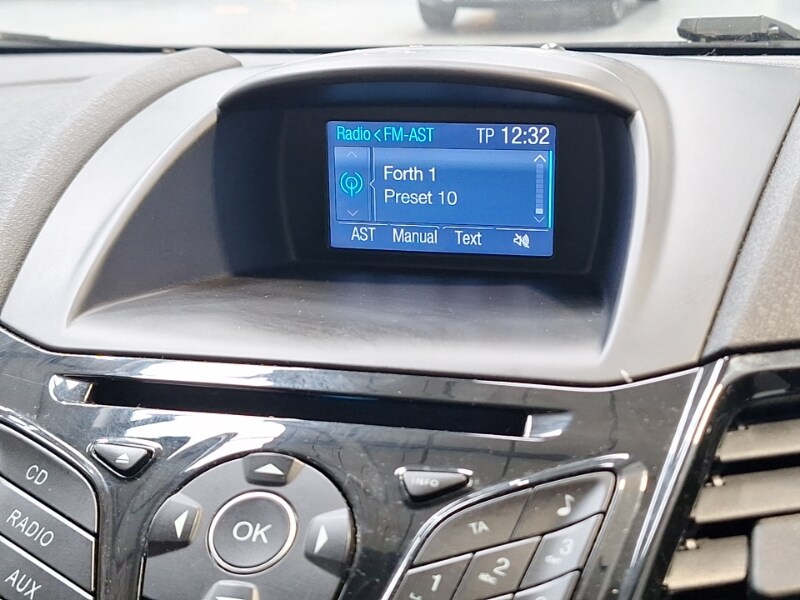 Radio < FM-AST TP 12:32
Forth 1
Preset 10
AST Manual Text
CD
RADIO
AUX
OK
INFO
TA
1 2 3